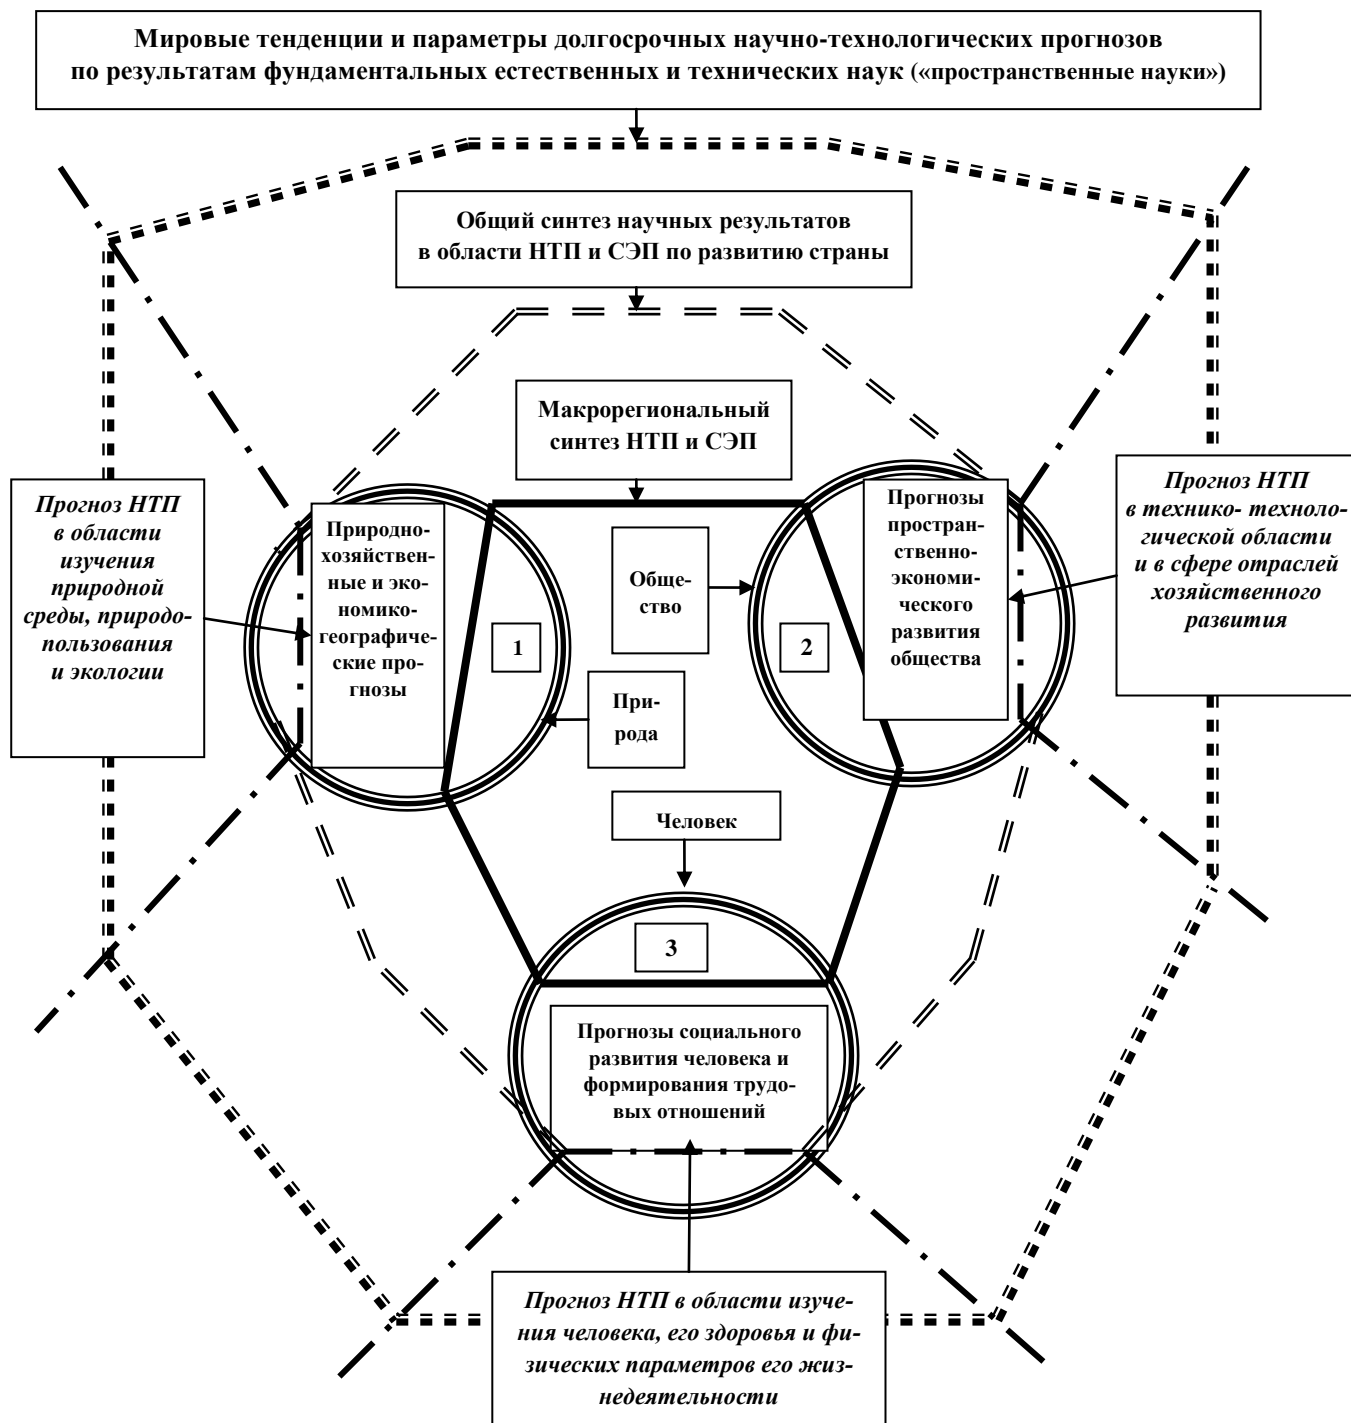 Мировые тенденции и параметры долгосрочных научно-технологических прогнозов
по результатам фундаментальных естественных и технических наук («пространственные науки»)
Общий синтез научных результатов
в области НТП и СЭП по развитию страны
Макрорегиональный
синтез НТП и СЭП
Прогноз НТП
в области
изучения
природной
среды, природо-
пользования
и экологии
Природно-
хозяйствен-
ные и эко-
номико-
географиче-
ские про-
гнозы
1
Обще-
ство
2
Прогнозы
простран-
ственно-
экономи-
ческого
развития
общества
Прогноз НТП
в технико- техноло-
гической области
и в сфере отраслей
хозяйственного
развития
При-
рода
Человек
3
Прогнозы социального
развития человека и
формирования трудо-
вых отношений
Прогноз НТП в области изуче-
ния человека, его здоровья и фи-
зических параметров его жиз-
недеятельности